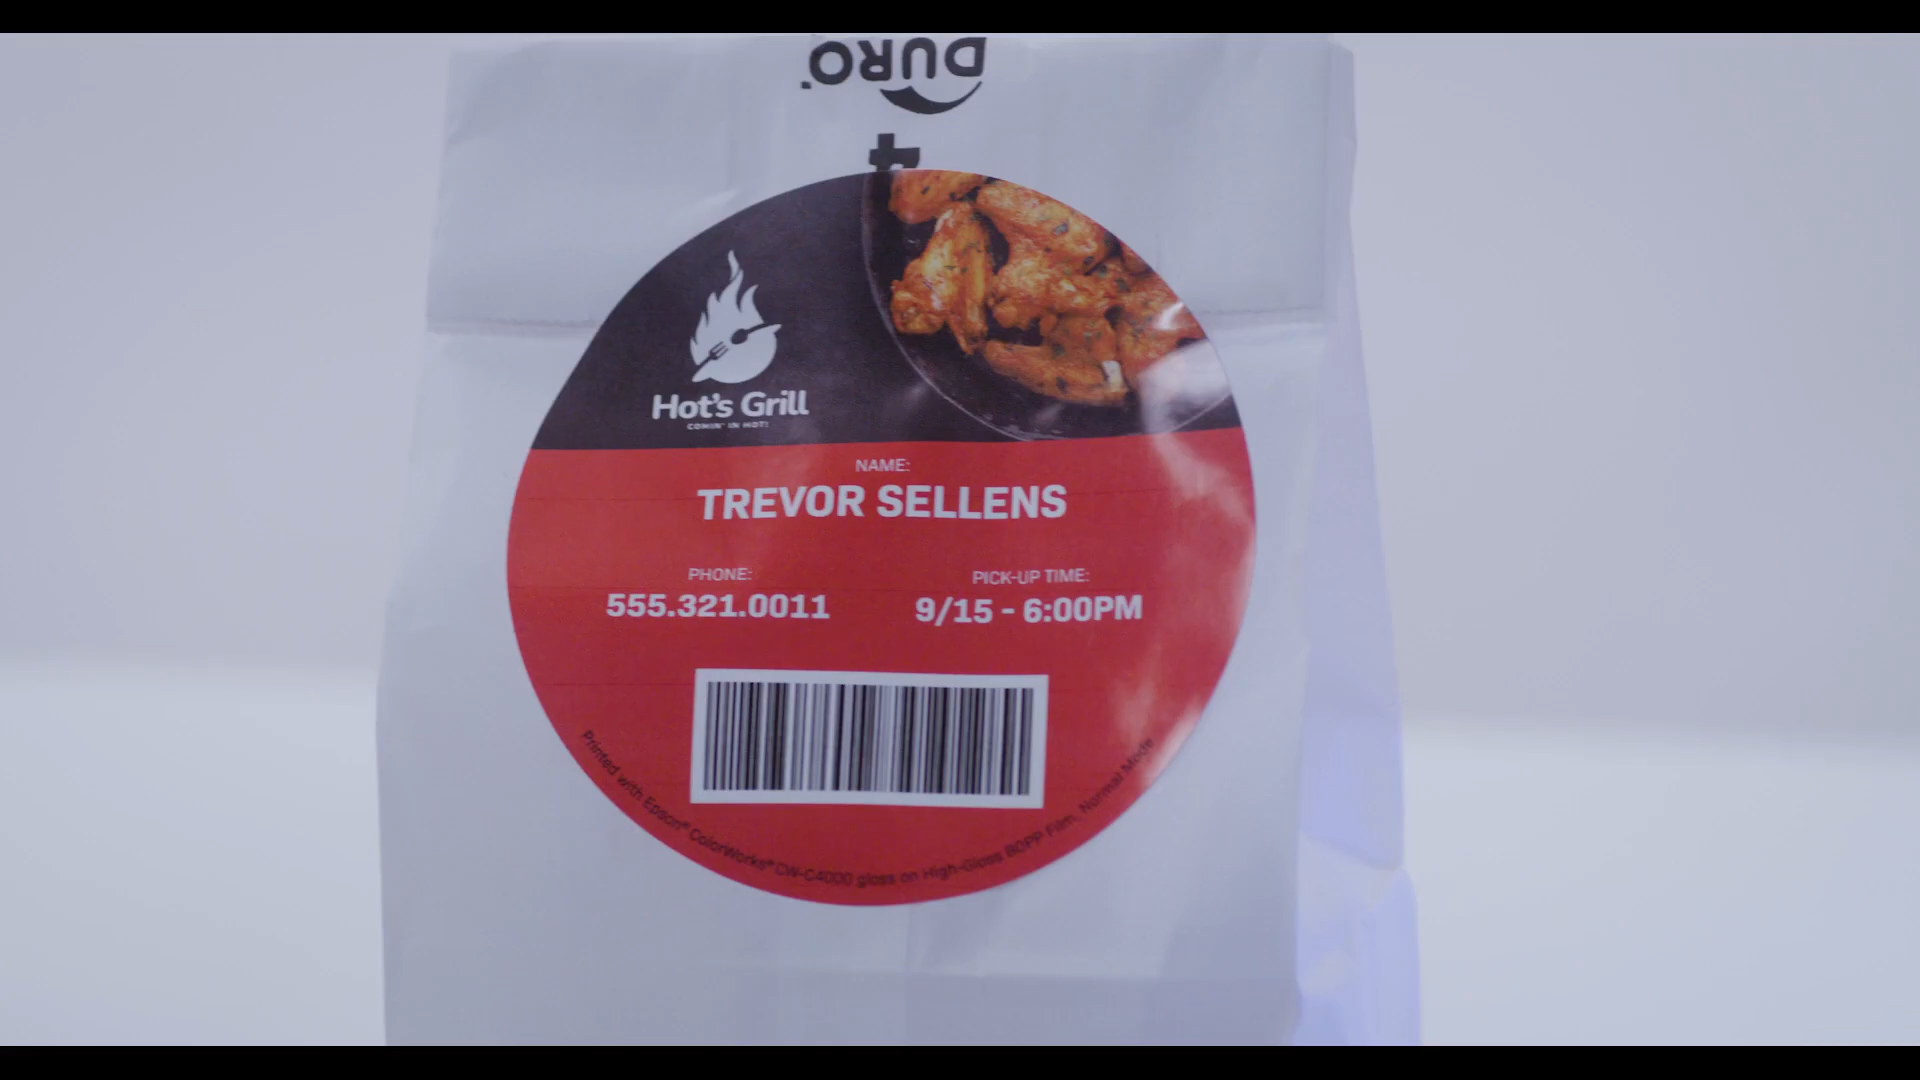 DURO
4
Hot's Grill
COMIN' IN HOT!
NAME:
TREVOR SELLENS
PHONE:
555.321.0011
PICK-UP TIME:
9/15 - 6:00PM
Printed with Epson® ColorWorks® CW-C4000 gloss on High-Gloss BOPP Film, Normal Mode